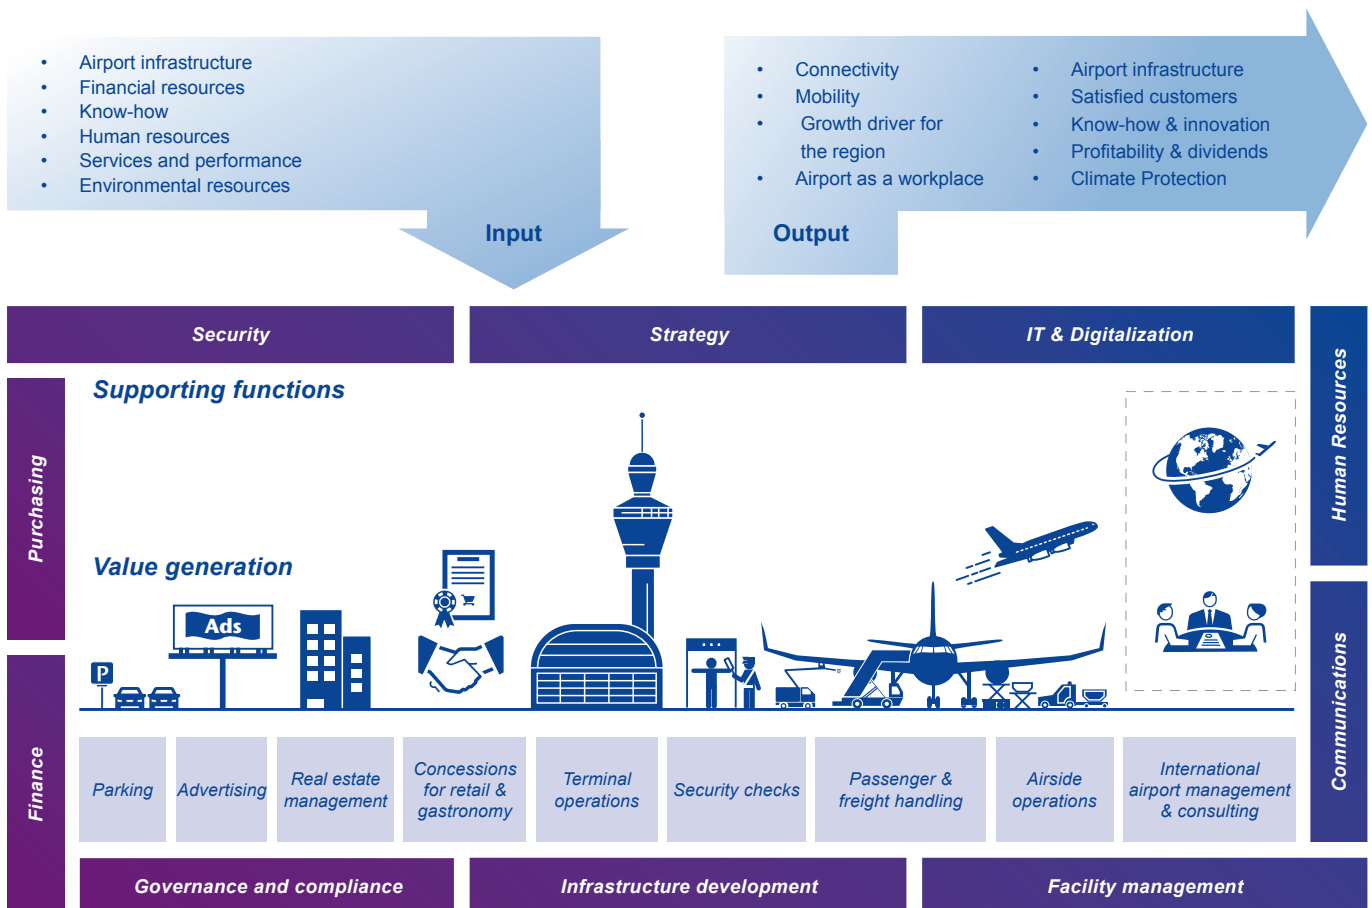 • Airport infrastructure
• Financial resources
• Know-how
• Human resources
• Services and performance
• Environmental resources
Input
• Connectivity
• Mobility
• Growth driver for
the region
• Airport as a workplace
• Airport infrastructure
• Satisfied customers
• Know-how & innovation
• Profitability & dividends
• Climate Protection
Output
Security
Strategy
IT & Digitalization
Human Resources
Purchasing
Supporting functions
Value generation
P
Ads
Communications
Finance
Parking
Advertising
Real estate
management
Concessions
for retail &
gastronomy
Terminal
operations
Security checks
Passenger &
freight handling
Airside
operations
International
airport management
& consulting
Governance and compliance
Infrastructure development
Facility management